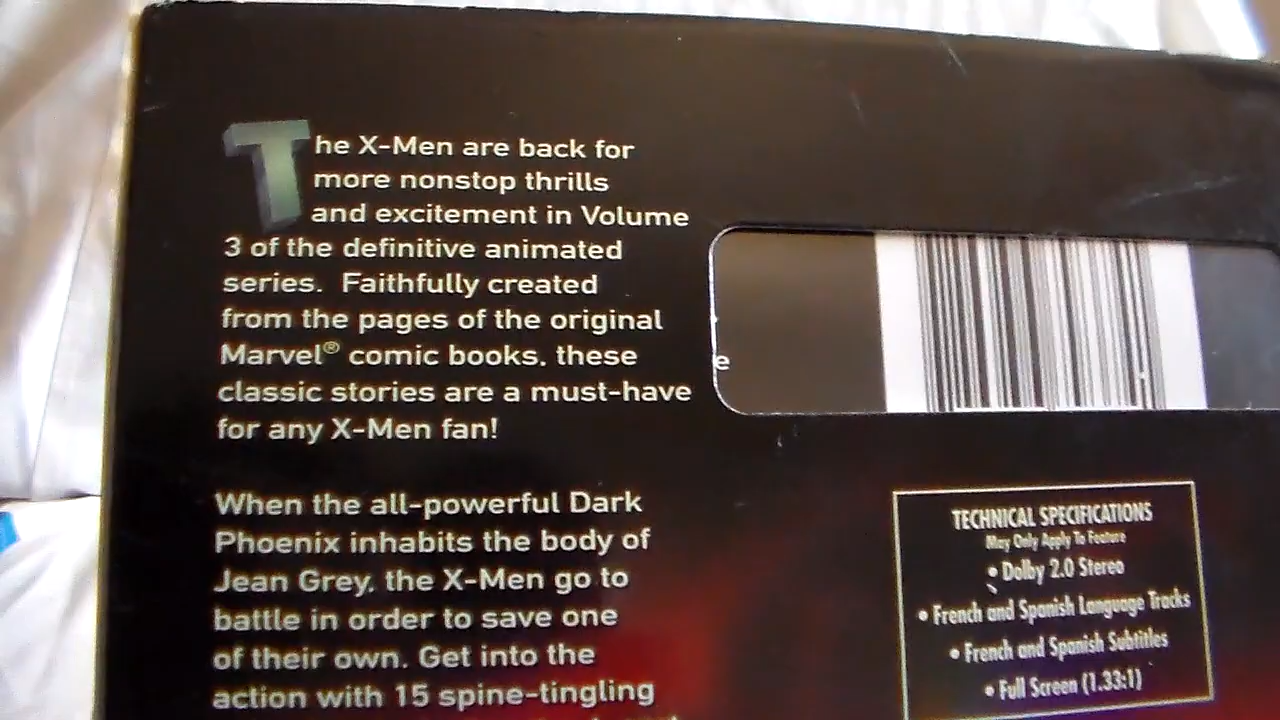 The X-Men are back for
more nonstop thrills
and excitement in Volume
3 of the definitive animated
series. Faithfully created
from the pages of the original
Marvel® comic books, these
classic stories are a must-have
for any X-Men fan!
When the all-powerful Dark
Phoenix inhabits the body of
Jean Grey, the X-Men go to
battle in order to save one
of their own. Get into the
action with 15 spine-tingling
e
TECHNICAL SPECIFICATIONS
May Only Apply To Feature
• Dolby 2.0 Stereo
• French and Spanish Language Tracks
• French and Spanish Subtitles
• Full Screen (1.33:1)